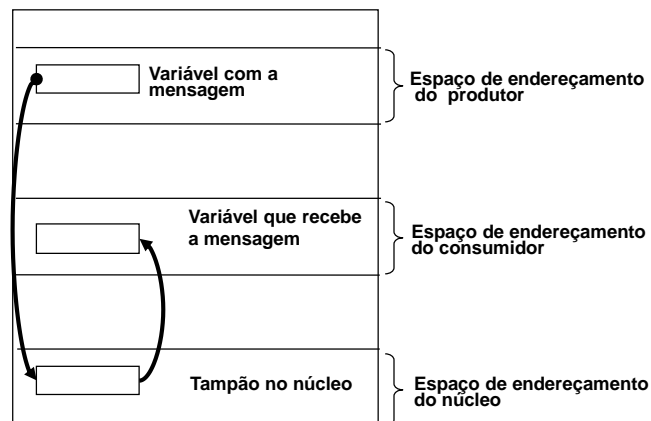 Variável com a
mensagem
Espaço de endereçamento
do produtor
Variável que recebe
a mensagem
Espaço de endereçamento
do consumidor
Tampão no núcleo
Espaço de endereçamento
do núcleo